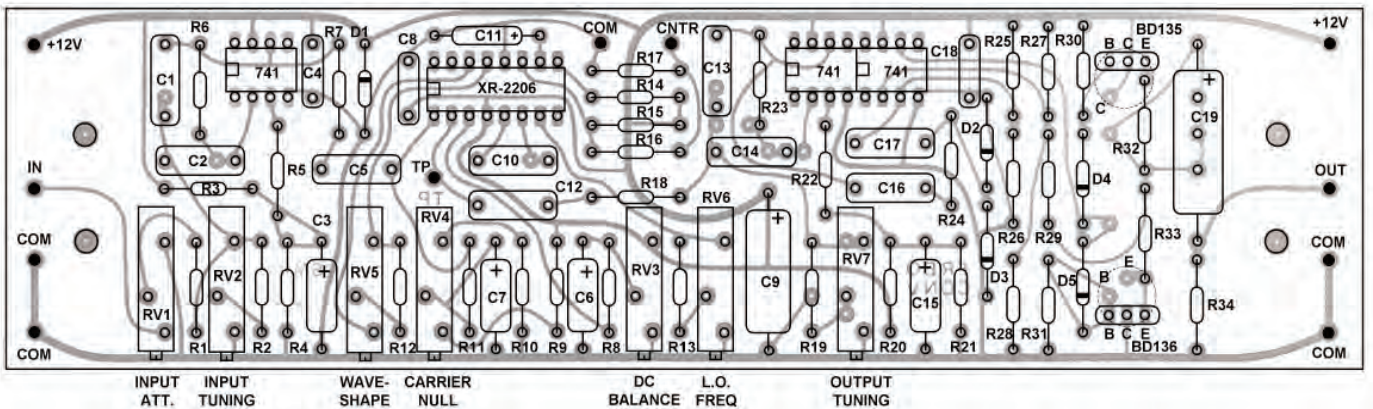 +12V
R6
R7
D1
C8
C11
+
COM
CNTR
+12V
C1
741
C4
XR-2206
R17
R14
R15
R16
C13
R23
741
741
C18
R25
R27
R30
BD135
B C E
C
+
C19
C2
R5
C5
C10
C14
C17
D2
R32
IN
R3
TP
TP
C12
R18
R22
C16
D4
OUT
RV6
R24
COM
C3
RV4
R26
R29
R33
COM
RV1
RV2
+
RV5
+
C7
+
C6
RV3
+
C9
RV7
+
C15
D3
D5
B
E
C
R34
COM
R1
R2
R4
R12
R11
R10
R9
R8
R13
R19
R20
R21
R28
R31
B C E
BD136
COM
INPUT ATT.
INPUT TUNING
WAVE-SHAPE
CARRIER NULL
DC BALANCE
L.O. FREQ
OUTPUT TUNING